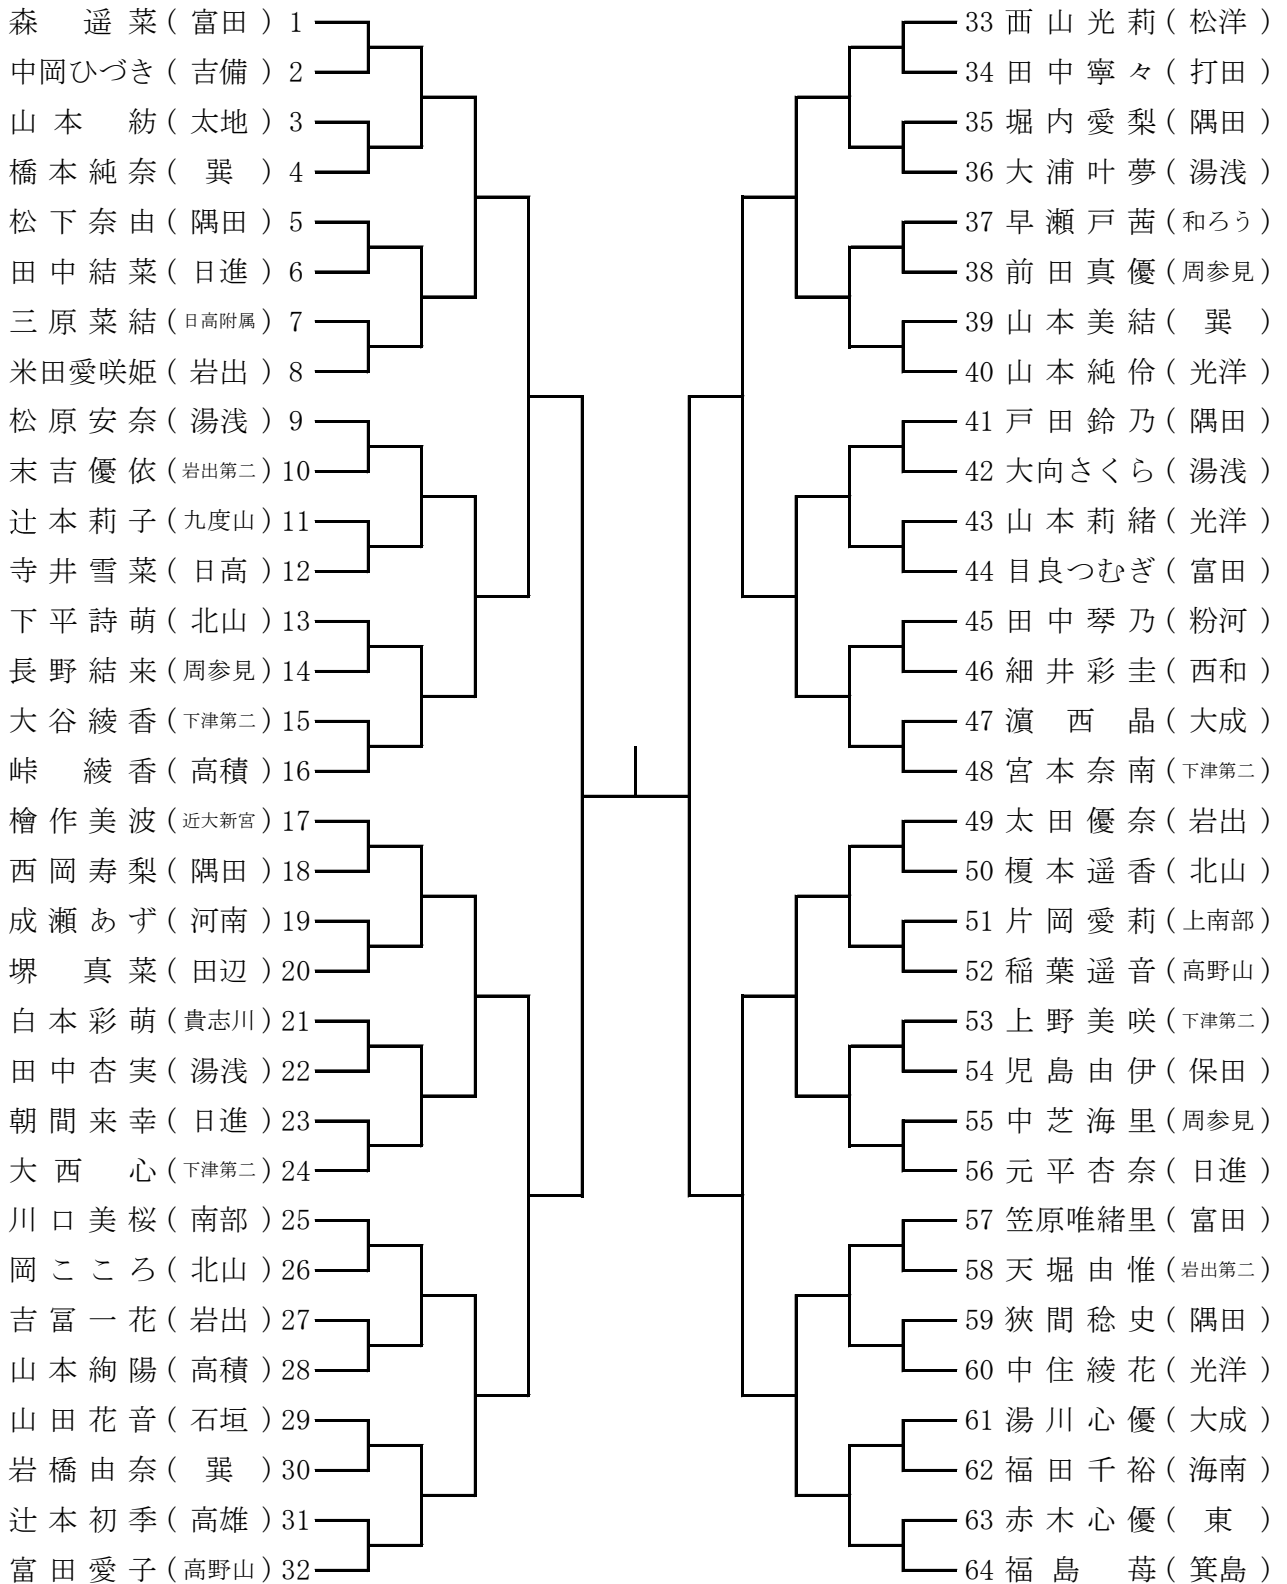 森 遥菜(富田) 1
中岡ひづき(吉備) 2
山本 紡(太地) 3
橋本純奈(巽) 4
松下奈由(隅田) 5
田中結菜(日進) 6
三原菜結(日高附属) 7
米田愛咲姫(岩出) 8
松原安奈(湯浅) 9
末吉優依(岩出第二) 10
辻本莉子(九度山) 11
寺井雪菜(日高) 12
下平詩萌(北山) 13
長野結来(周参見) 14
大谷綾香(下津第二) 15
峠 綾香(高積) 16
檜作美波(近大新宮) 17
西岡寿梨(隅田) 18
成瀬あず(河南) 19
堺 真菜(田辺) 20
白本彩萌(貴志川) 21
田中杏実(湯浅) 22
朝間来幸(日進) 23
大西 心(下津第二) 24
川口美桜(南部) 25
岡こころ(北山) 26
吉冨一花(岩出) 27
山本絢陽(高積) 28
山田花音(石垣) 29
岩橋由奈(巽) 30
辻本初季(高雄) 31
富田愛子(高野山) 32
33 西山光莉(松洋)
34 田中寧々(打田)
35 堀内愛梨(隅田)
36 大浦叶夢(湯浅)
37 早瀬戸茜(和ろう)
38 前田真優(周参見)
39 山本美結(巽)
40 山本純伶(光洋)
41 戸田鈴乃(隅田)
42 大向さくら(湯浅)
43 山本莉緒(光洋)
44 目良つむぎ(富田)
45 田中琴乃(粉河)
46 細井彩圭(西和)
47 濵西 晶(大成)
48 宮本奈南(下津第二)
49 太田優奈(岩出)
50 榎本遥香(北山)
51 片岡愛莉(上南部)
52 稲葉遥音(高野山)
53 上野美咲(下津第二)
54 児島由伊(保田)
55 中芝海里(周参見)
56 元平杏奈(日進)
57 笠原唯緒里(富田)
58 天堀由惟(岩出第二)
59 狹間稔史(隅田)
60 中住綾花(光洋)
61 湯川心優(大成)
62 福田千裕(海南)
63 赤木心優(東)
64 福島 苺(箕島)